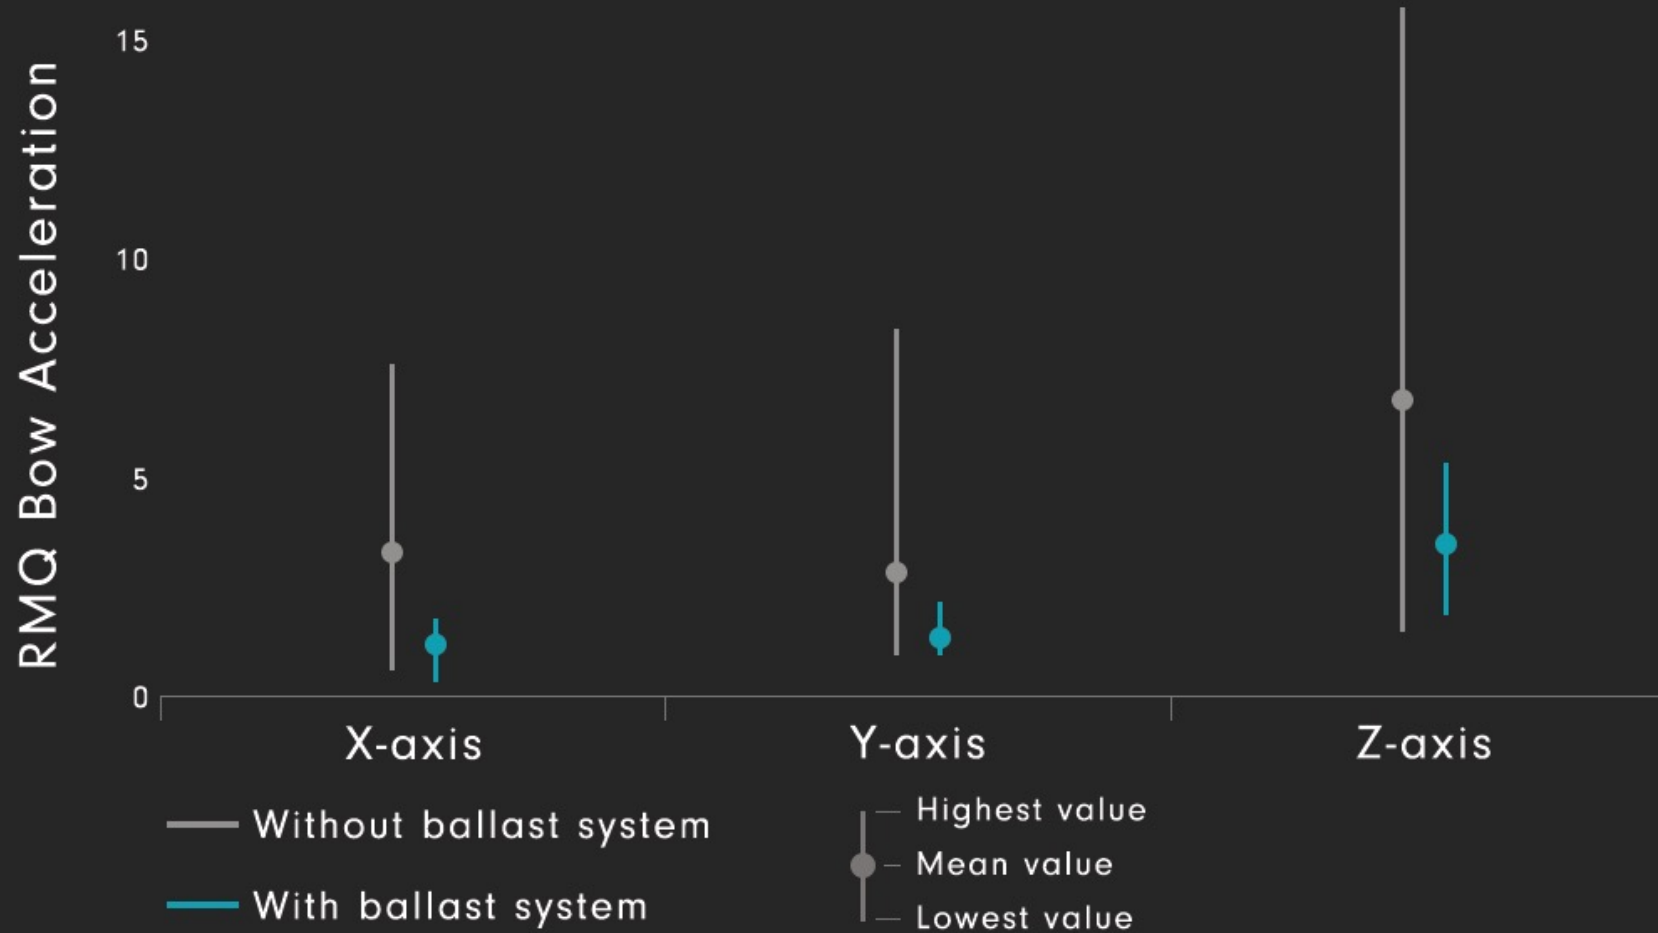 RMQ Bow Acceleration
15
10
5
0
X-axis
Y-axis
Z-axis
Without ballast system
With ballast system
Highest value
Mean value
Lowest value